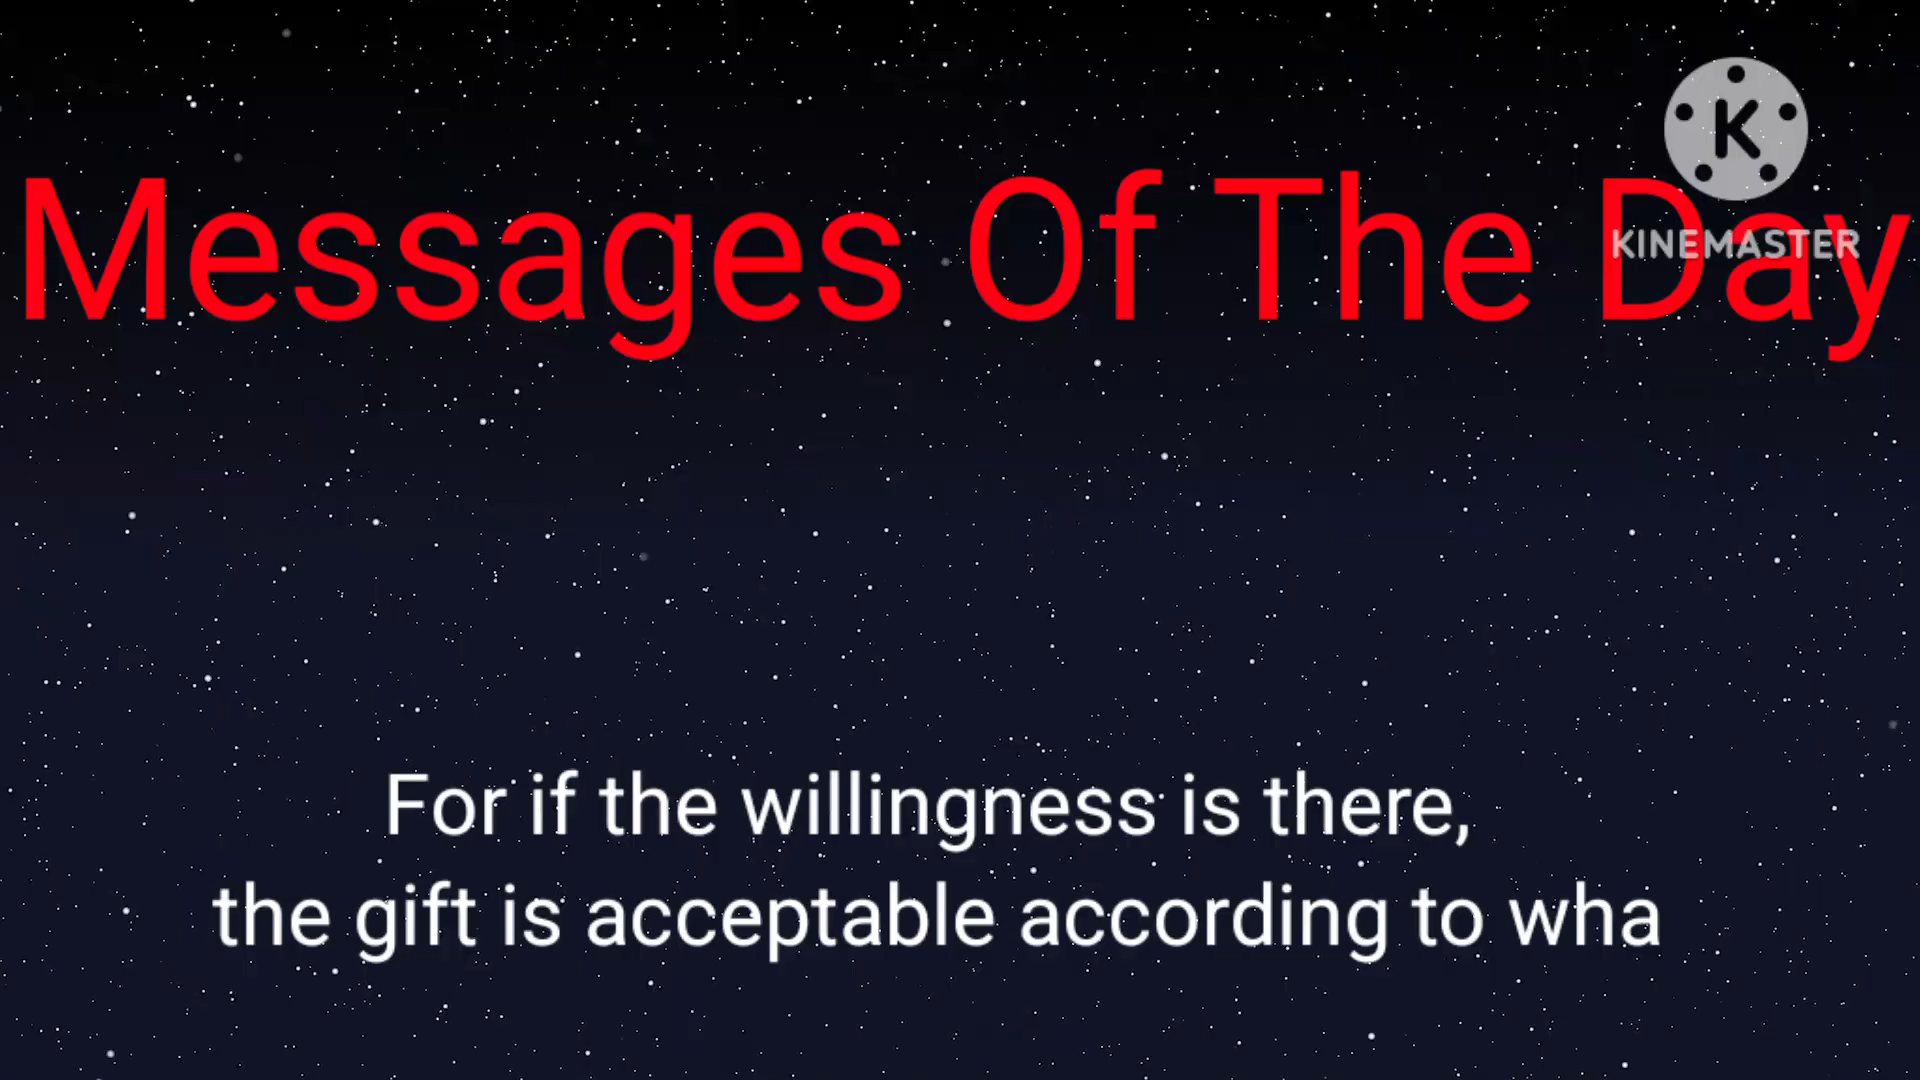 K
KINEMASTER
Messages Of The Day
For if the willingness is there,
the gift is acceptable according to wha